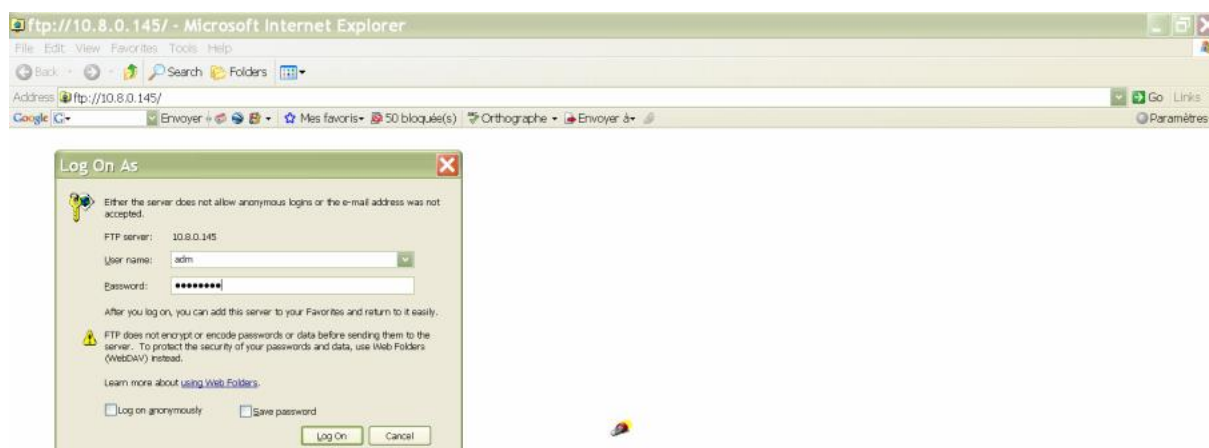 ftp://10.8.0.145/ - Microsoft Internet Explorer
File Edit View Favorites Tools Help
Back Search Folders
Address ftp://10.8.0.145/ Go Links
Google G Envoyer Mes favoris 50 bloquée(s) Orthographe Envoyer à Paramètres
Log On As
Either the server does not allow anonymous logins or the e-mail address was not
accepted.
FTP server: 10.8.0.145
User name: adm
Password: ••••••••
After you log on, you can add this server to your Favorites and return to it easily.
FTP does not encrypt or encode passwords or data before sending them to the
server. To protect the security of your passwords and data, use Web Folders
(WebDAV) instead.
Learn more about using Web Folders.
Log on anonymously Save password
Log On Cancel